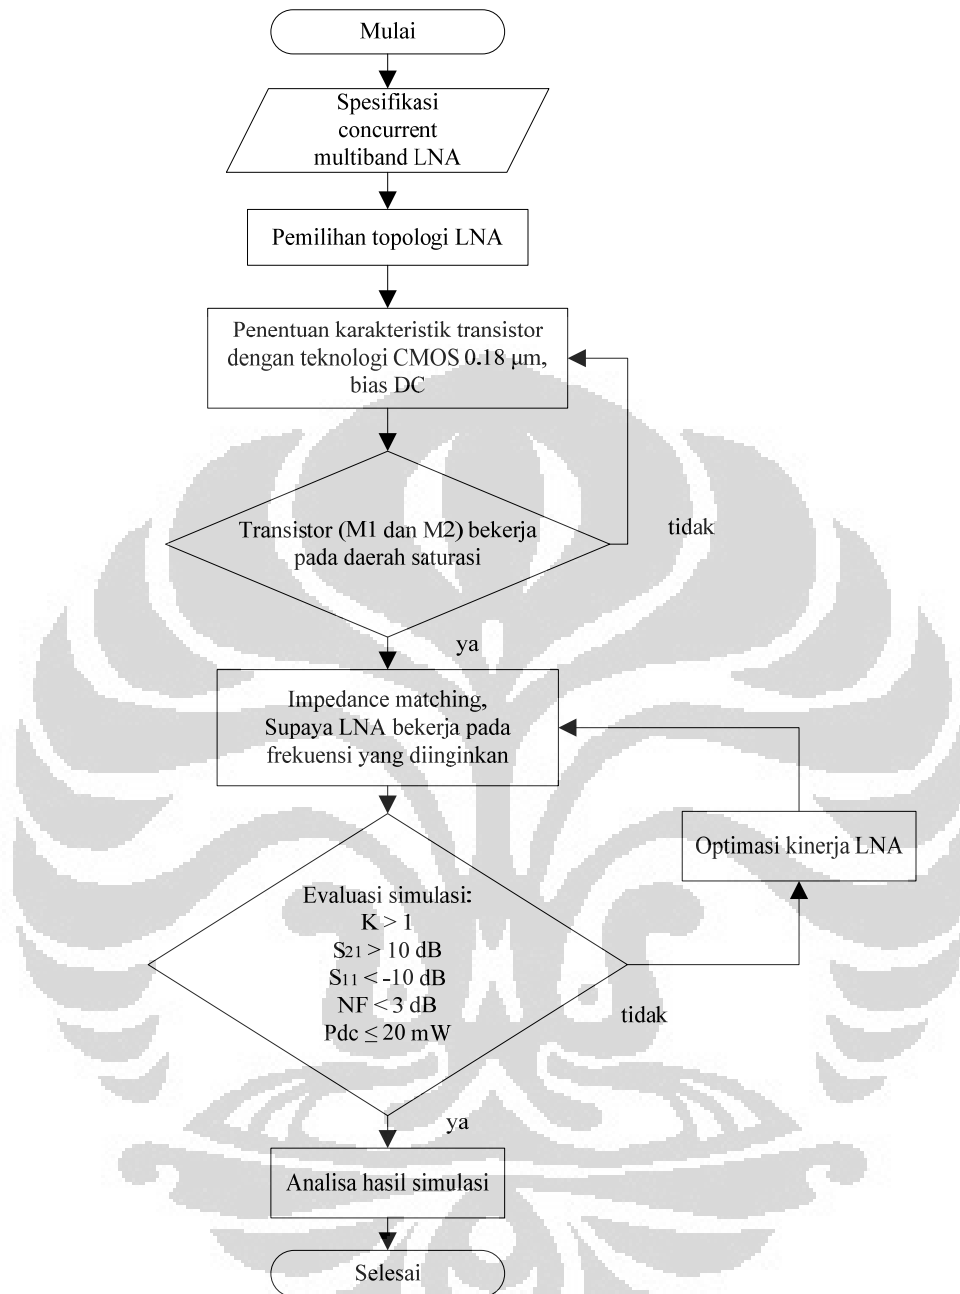 Mulai
Spesifikasi
concurrent
multiband LNA
Pemilihan topologi LNA
Penentuan karakteristik transistor
dengan teknologi CMOS 0.18 μm,
bias DC
Transistor (M1 dan M2) bekerja
pada daerah saturasi
tidak
ya
Impedance matching,
Supaya LNA bekerja pada
frekuensi yang diinginkan
Optimasi kinerja LNA
Evaluasi simulasi:
K > 1
S21 > 10 dB
S11 < -10 dB
NF < 3 dB
Pdc ≤ 20 mW
tidak
ya
Analisa hasil simulasi
Selesai